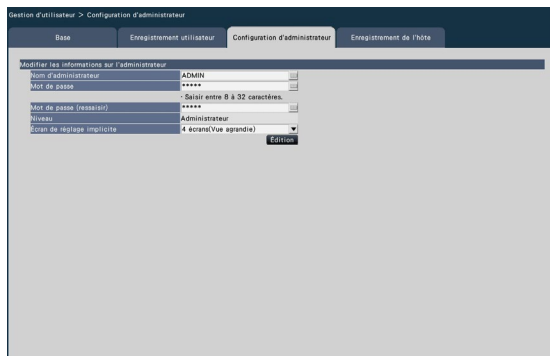 Gestion d'utilisateur > Configuration d'administrateur
Base Enregistrement utilisateur Configuration d'administrateur Enregistrement de l'hôte
Modifier les informations sur l'administrateur
Nom d'administrateur ADMIN
Mot de passe *****
· Saisir entre 8 à 32 caractères.
Mot de passe (ressaisir) *****
Niveau Administrateur
Écran de réglage implicite 4 écrans(Vue agrandie)
Édition